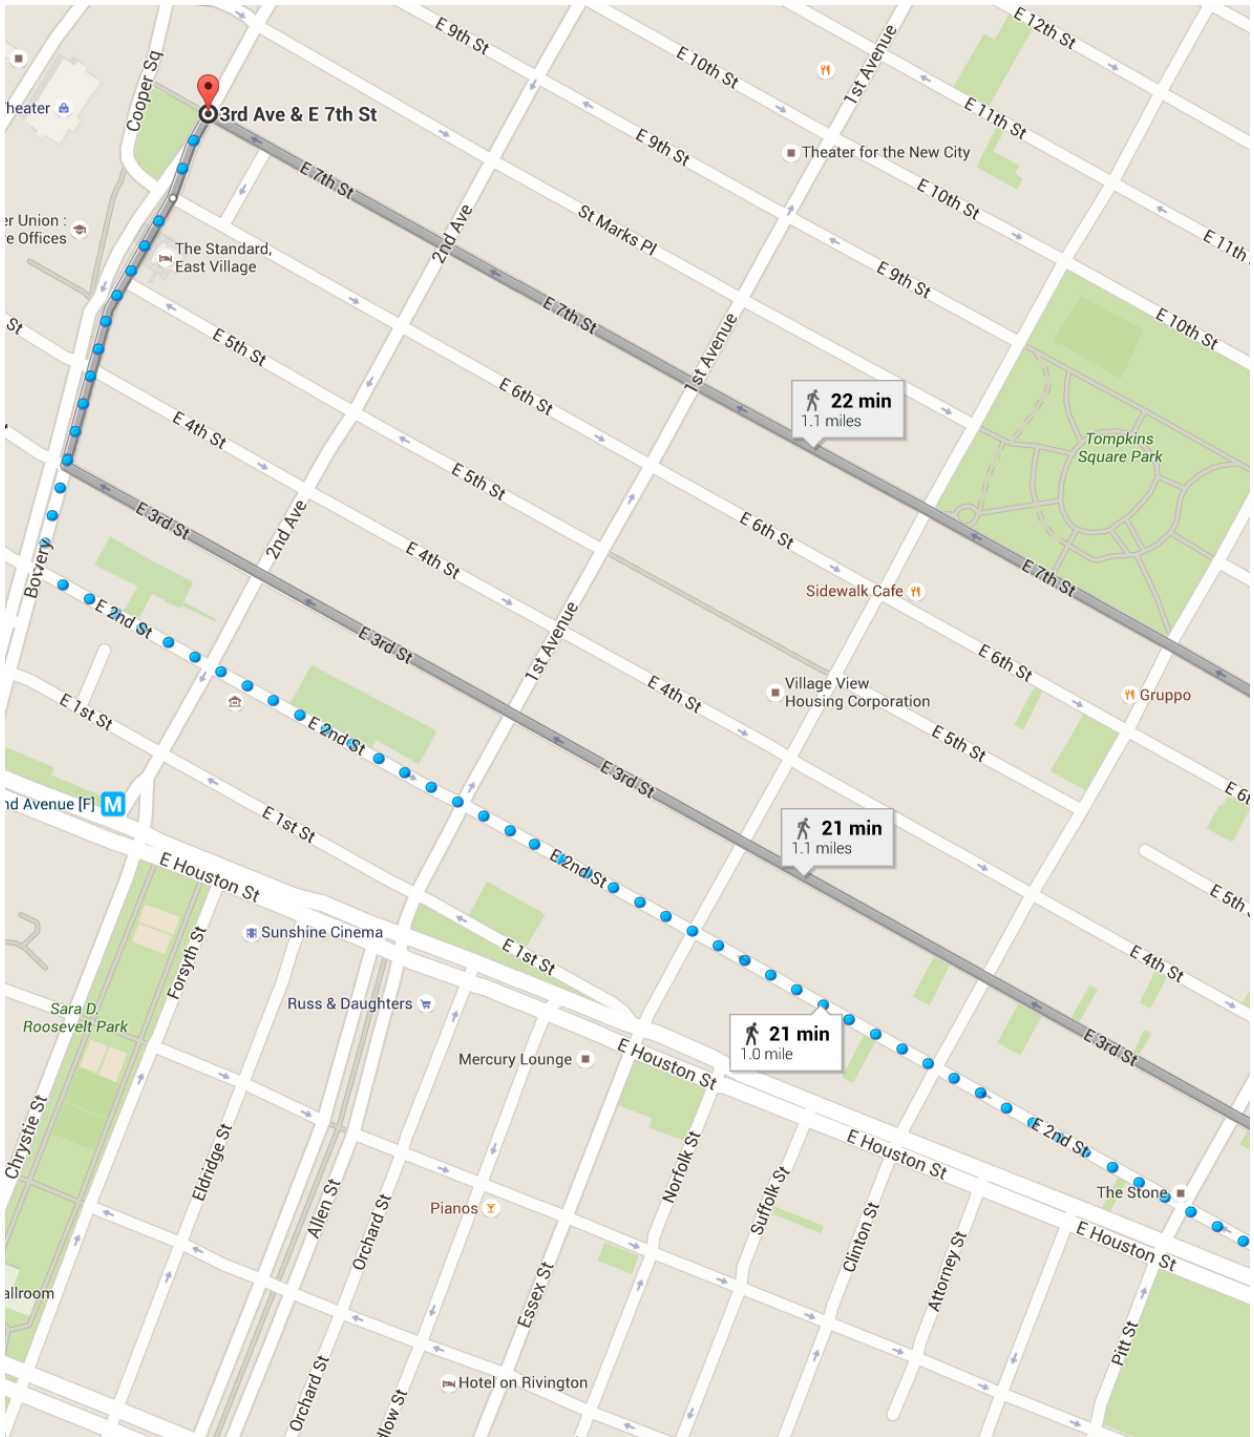 E 12th St
E 9th St
Cooper Sq
E 10th St
1st Avenue
E 11th St
heater
3rd Ave & E 7th St
E 9th St
Theater for the New City
E 7th St
E 10th St
2nd Ave
St Marks Pl
er Union :
e Offices
E 11th
The Standard,
East Village
E 9th St
E 7th St
E 10th St
St
E 5th St
1st Avenue
E 6th St
22 min
1.1 miles
E 4th St
Tompkins
Square Park
E 5th St
E 3rd St
2nd Ave
E 6th St
E 4th St
Bowery
E 7th St
Sidewalk Cafe
E 2nd St
E 3rd St
1st Avenue
E 6th St
E 4th St
Village View
Housing Corporation
Gruppo
E 1st St
E 2nd St
E 5th St
E 3rd St
E 6t
nd Avenue [F]
M
E 1st St
21 min
1.1 miles
E Houston St
E 2nd St
E 5th
Sunshine Cinema
E 1st St
E 4th St
Forsyth St
Russ & Daughters
Sara D.
Roosevelt Park
21 min
1.0 mile
E 3rd St
Mercury Lounge
E Houston St
Chrystie St
Eldridge St
E 2nd St
E Houston St
Norfolk St
The Stone
Allen St
Pianos
Suffolk St
Orchard St
Clinton St
E Houston St
Attorney St
allroom
Essex St
Pitt St
Hotel on Rivington
Orchard St
dlow St